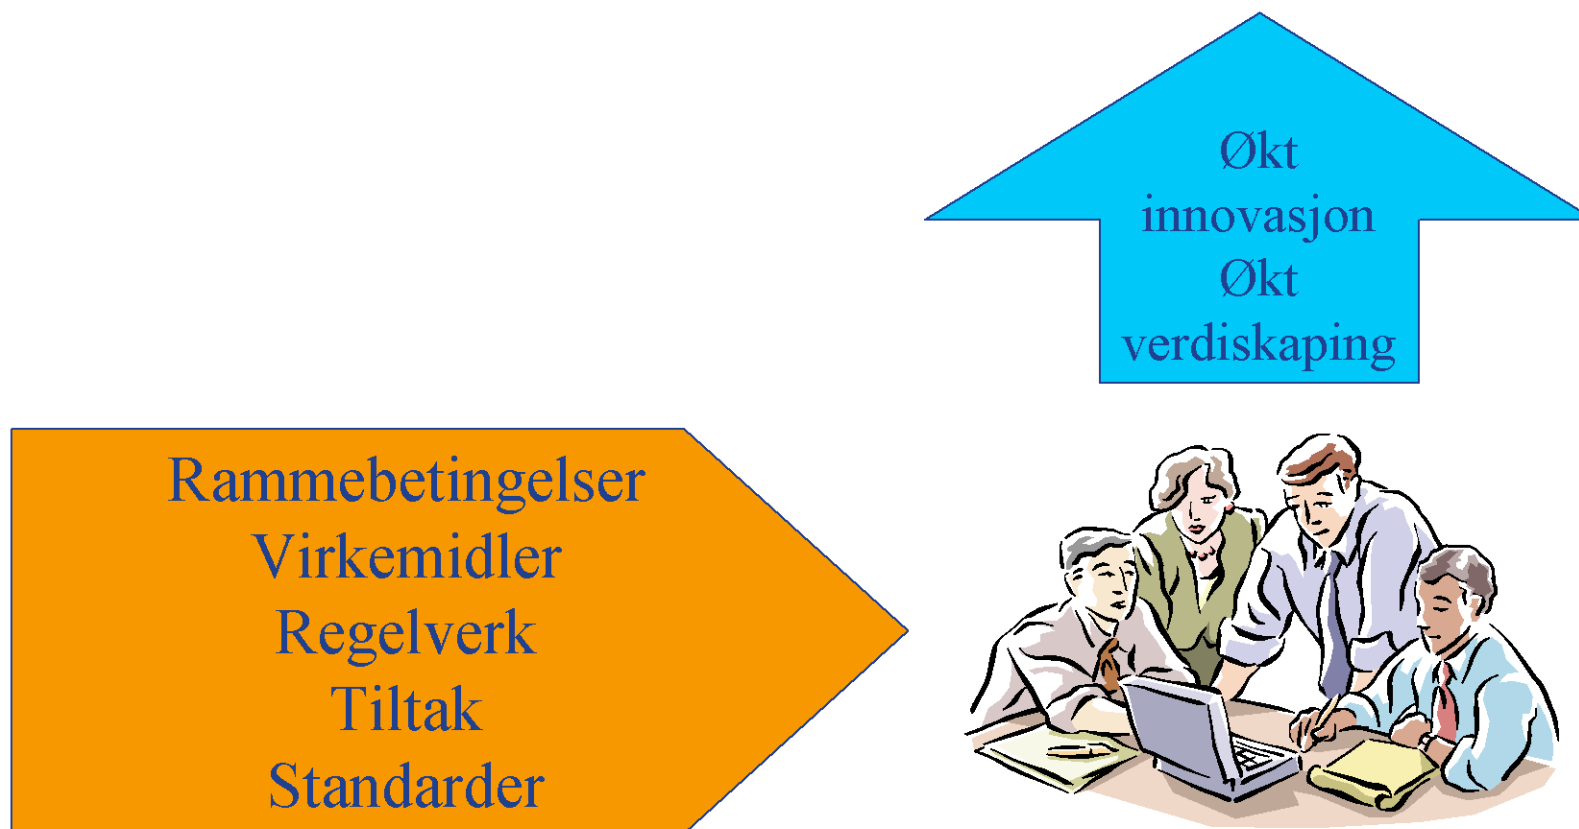 Økt
innovasjon
Økt
verdiskaping
Rammebetingelser
Virkemidler
Regelverk
Tiltak
Standarder